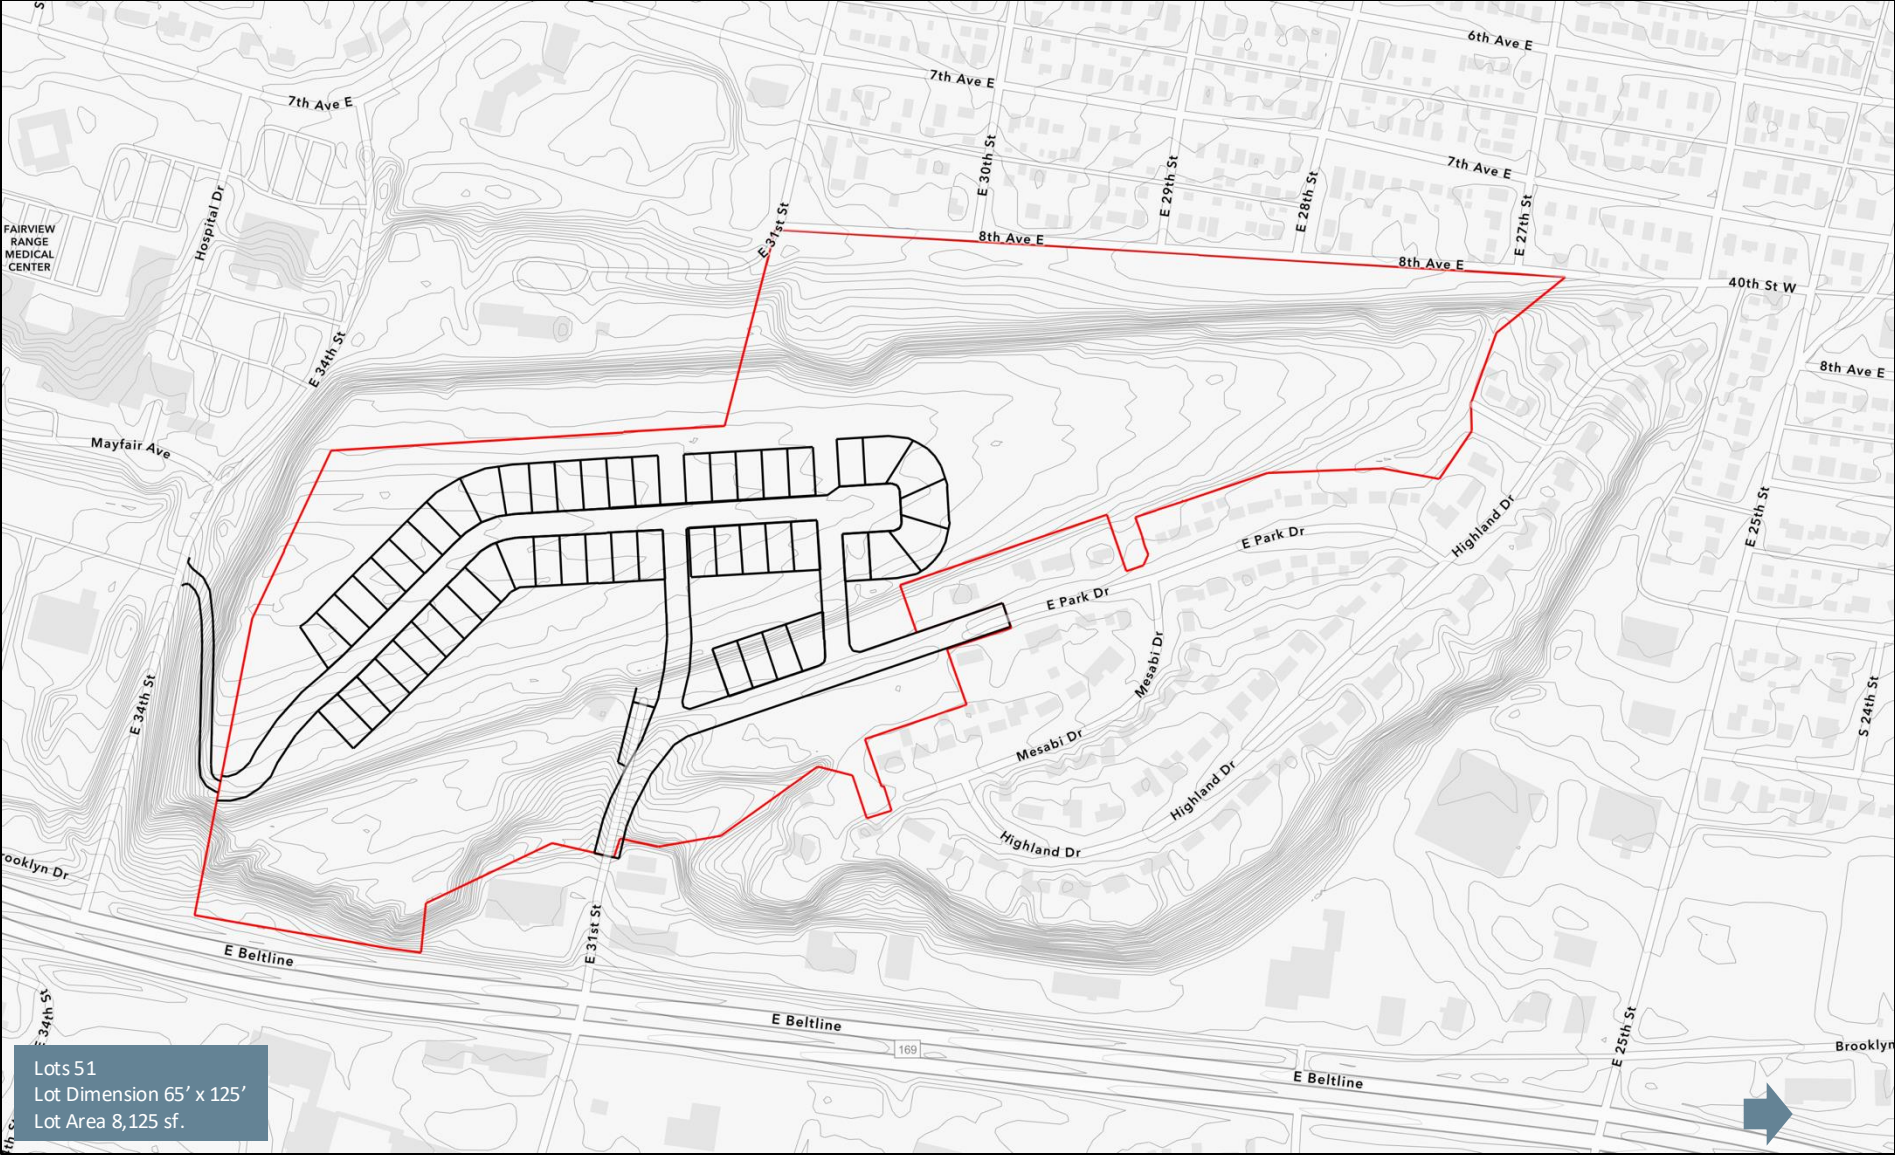 6th Ave E
7th Ave E
7th Ave E
7th Ave E
E 30th St
E 29th St
E 28th St
E 27th St
Hospital Dr
E 31st St
FAIRVIEW
RANGE
MEDICAL
CENTER
8th Ave E
8th Ave E
40th St W
E 34th St
8th Ave E
Mayfair Ave
E 25th St
Highland Dr
E Park Dr
E Park Dr
Mesabi Dr
E 34th St
S 24th St
Mesabi Dr
Highland Dr
Highland Dr
rooklyn Dr
E 31st St
E Beltline
E 34th St
E Beltline
169
E 25th St
Brooklyn
E Beltline
Lots 51
Lot Dimension 65’ x 125’
Lot Area 8,125 sf.